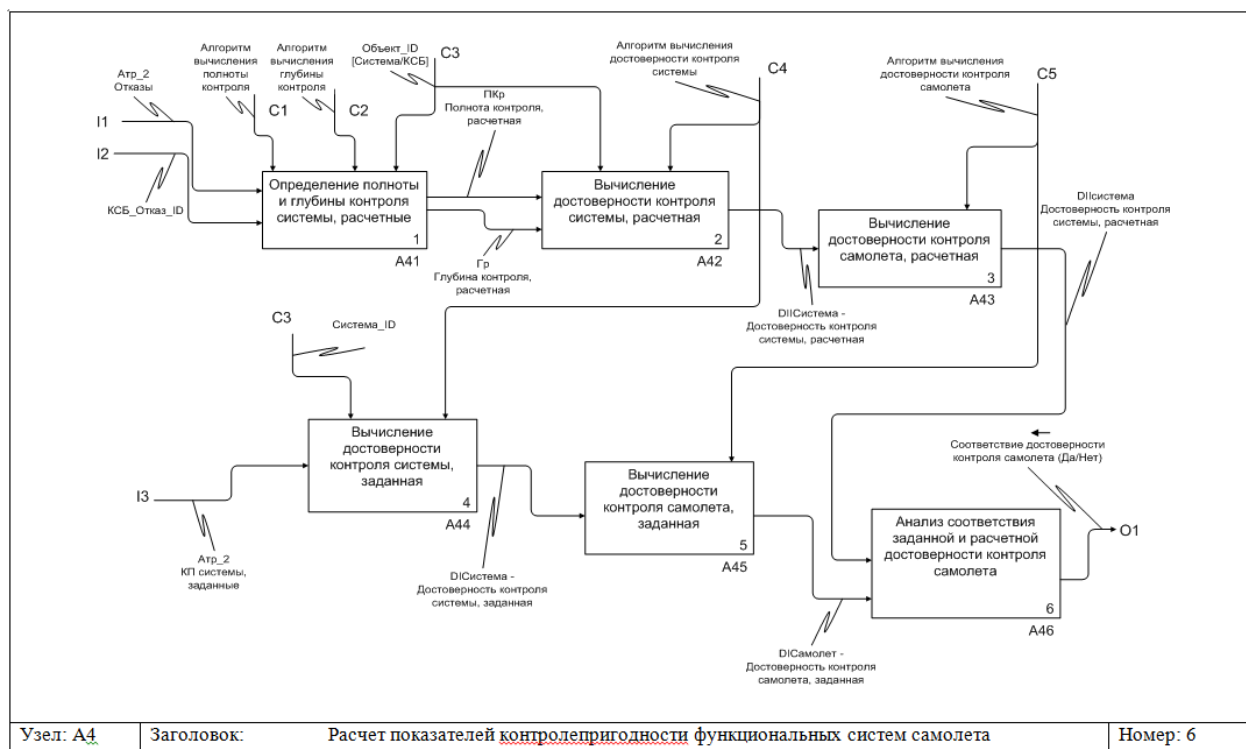 Атр_2
Отказы
I1
I2
КСБ_Отказ_ID
Алгоритм
вычисления
полноты
контроля
C1
Алгоритм
вычисления
глубины
контроля
C2
Объект_ID
[Система/КСБ]
C3
ПКр
Полнота контроля,
расчетная
Алгоритм вычисления
достоверности контроля
системы
C4
Алгоритм вычисления
достоверности контроля
самолета
C5
Определение полноты
и глубины контроля
системы, расчетные
1
A41
Гр
Глубина контроля,
расчетная
Вычисление
достоверности контроля
системы, расчетная
2
A42
Вычисление
достоверности контроля
самолета, расчетная
3
A43
DIIсистема
Достоверность контроля
системы, расчетная
DIIСистема -
Достоверность контроля
системы, расчетная
C3
Система_ID
Вычисление
достоверности
контроля системы,
заданная
4
A44
I3
Атр_2
КП системы,
заданные
DIСистема -
Достоверность контроля
системы, заданная
Вычисление
достоверности
контроля самолета,
заданная
5
A45
Соответствие достоверности
контроля самолета (Да/Нет)
O1
Анализ соответствия
заданной и расчетной
достоверности контроля
самолета
6
A46
DIСамолет -
Достоверность контроля
самолета, заданная
Узел: А4 Заголовок: Расчет показателей контролепригодности функциональных систем самолета Номер: 6